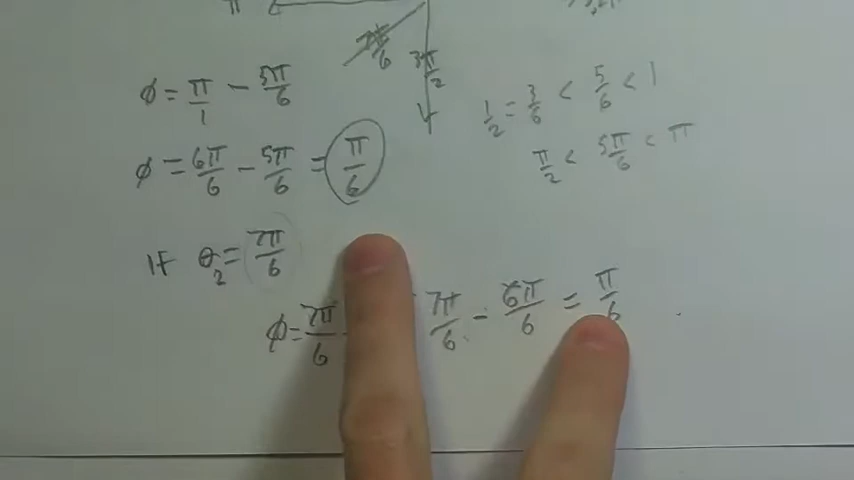 π
7π/6
3π/2
φ = π/1 - 5π/6
1/2 = 3/6 < 5/6 < 1
φ = 6π/6 - 5π/6 = π/6
π/2 < 5π/6 < π
IF θ₂ = 7π/6
φ = 7π/6 7π/6 - 6π/6 = π/6